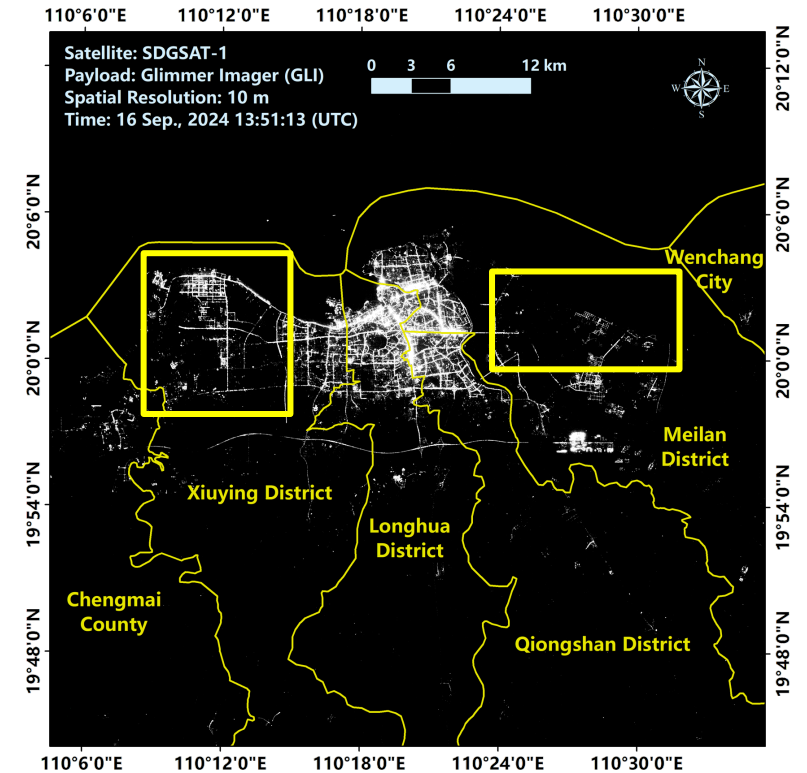 110°6'0"E 110°12'0"E 110°18'0"E 110°24'0"E 110°30'0"E
Satellite: SDGSAT-1
Payload: Glimmer Imager (GLI)
Spatial Resolution: 10 m
Time: 16 Sep., 2024 13:51:13 (UTC)
0 3 6 12 km
N
W E
S
20°12'0"N
20°6'0"N
20°6'0"N
Wenchang
City
20°0'0"N
20°0'0"N
Meilan
District
Xiuying District
19°54'0"N
19°54'0"N
Longhua
District
Chengmai
County
Qiongshan District
19°48'0"N
19°48'0"N
110°6'0"E 110°12'0"E 110°18'0"E 110°24'0"E 110°30'0"E